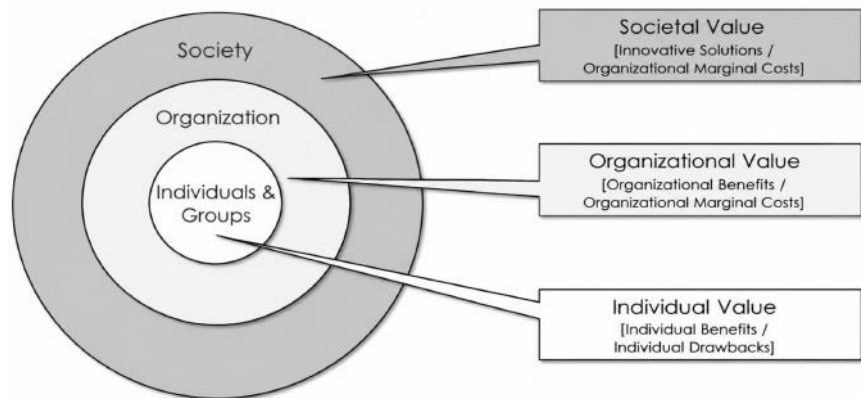 Society
Organization
Individuals &
Groups
Societal Value
[Innovative Solutions /
Organizational Marginal Costs]
Organizational Value
[Organizational Benefits /
Organizational Marginal Costs]
Individual Value
[Individual Benefits /
Individual Drawbacks]